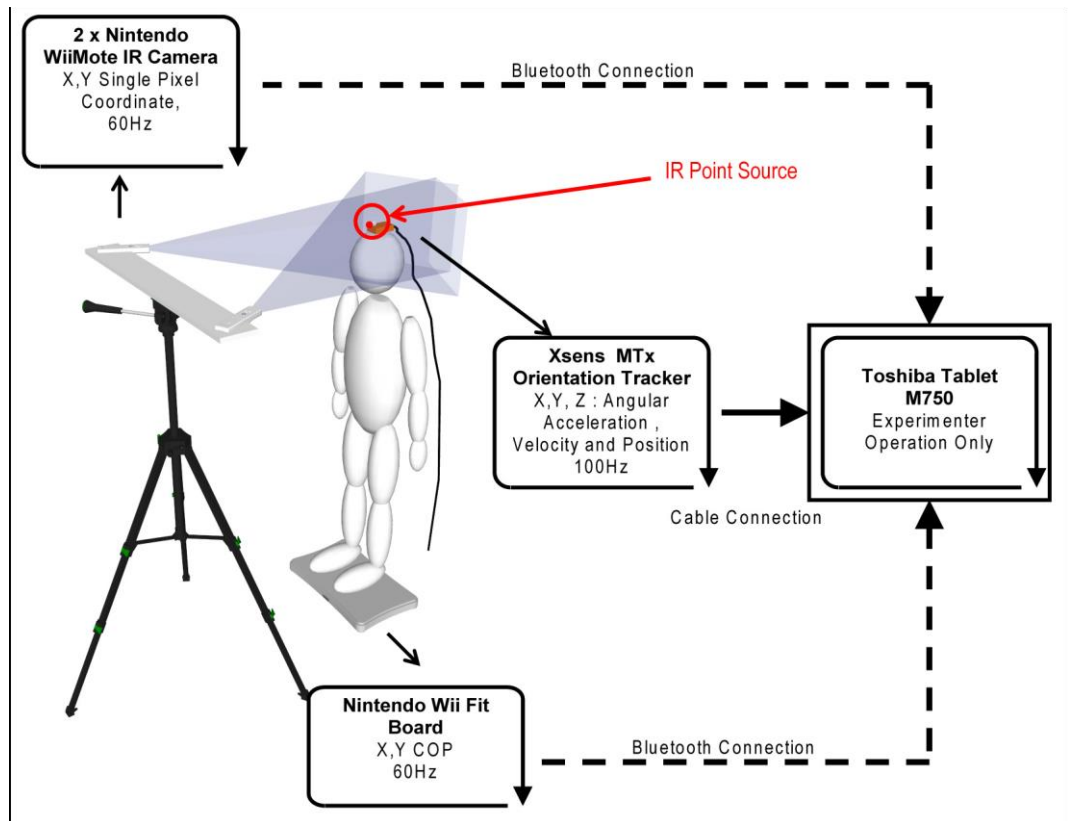 2 x Nintendo
WiiMote IR Camera
X,Y Single Pixel
Coordinate,
60Hz
Bluetooth Connection
IR Point Source
Xsens MTx
Orientation Tracker
X,Y, Z : Angular
Acceleration ,
Velocity and Position
100Hz
Toshiba Tablet
M750
Experimenter
Operation Only
Cable Connection
Nintendo Wii Fit
Board
X,Y COP
60Hz
Bluetooth Connection